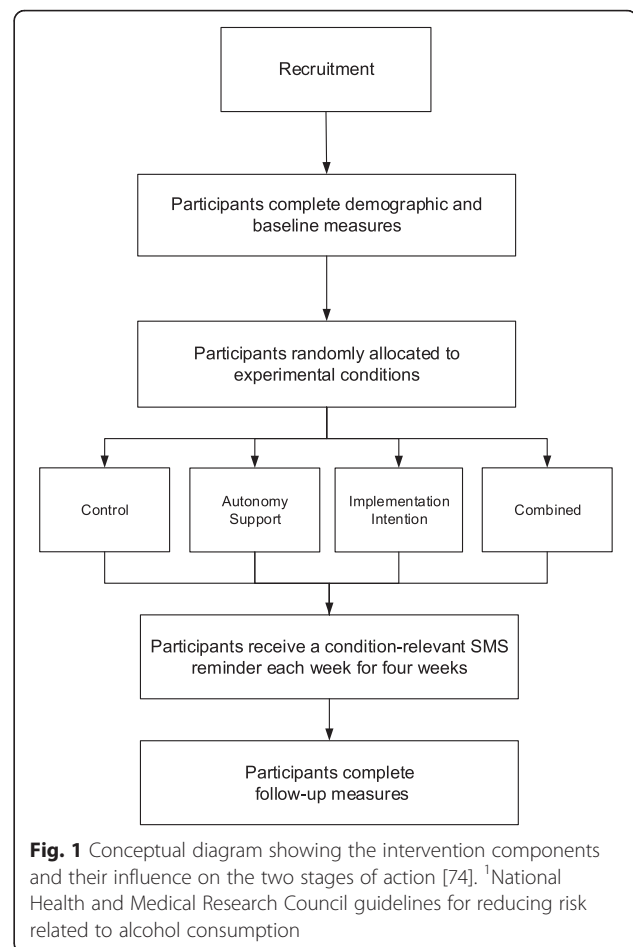 Recruitment
Participants complete demographic and
baseline measures
Participants randomly allocated to
experimental conditions
Control
Autonomy
Support
Implementation
Intention
Combined
Participants receive a condition-relevant SMS
reminder each week for four weeks
Participants complete
follow-up measures
Fig. 1 Conceptual diagram showing the intervention components
and their influence on the two stages of action [74]. ¹National
Health and Medical Research Council guidelines for reducing risk
related to alcohol consumption